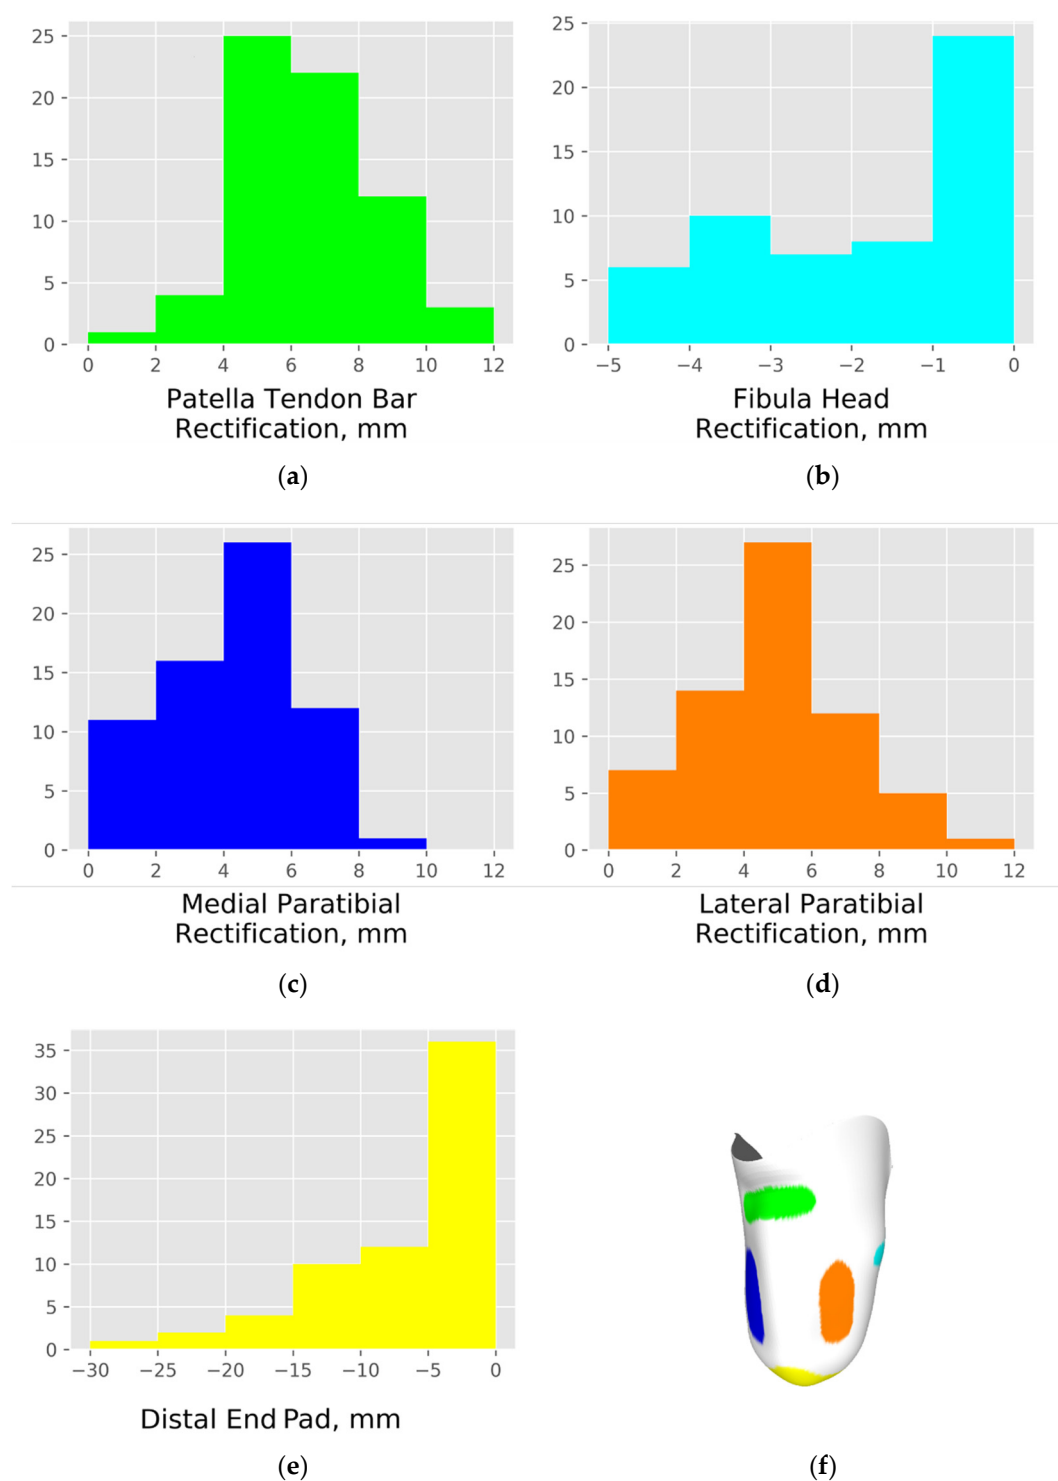 25
20
15
10
5
0
0 2 4 6 8 10 12
Patella Tendon Bar
Rectification, mm
(a)
25
20
15
10
5
0
−5 −4 −3 −2 −1 0
Fibula Head
Rectification, mm
(b)
25
20
15
10
5
0
0 2 4 6 8 10 12
Medial Paratibial
Rectification, mm
(c)
25
20
15
10
5
0
0 2 4 6 8 10 12
Lateral Paratibial
Rectification, mm
(d)
35
30
25
20
15
10
5
0
−30 −25 −20 −15 −10 −5 0
Distal End Pad, mm
(e)
(f)